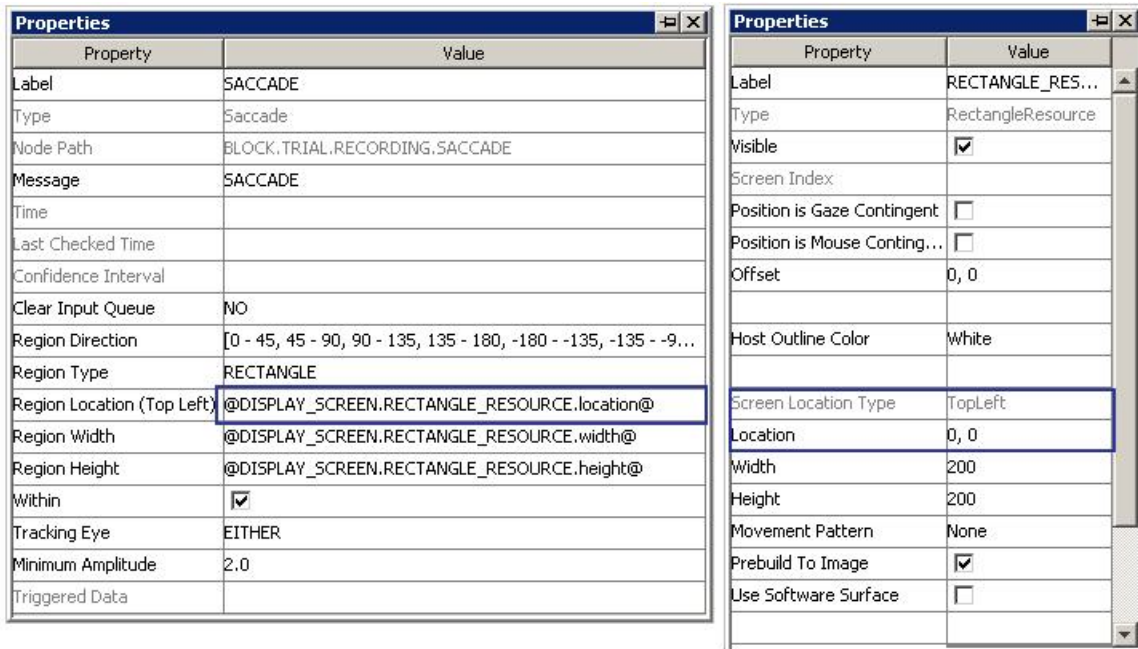 Properties
Property Value
Label SACCADE
Type Saccade
Node Path BLOCK.TRIAL.RECORDING.SACCADE
Message SACCADE
Time
Last Checked Time
Confidence Interval
Clear Input Queue NO
Region Direction [0 - 45, 45 - 90, 90 - 135, 135 - 180, -180 - -135, -135 - -9...
Region Type RECTANGLE
Region Location (Top Left) @DISPLAY_SCREEN.RECTANGLE_RESOURCE.location@
Region Width @DISPLAY_SCREEN.RECTANGLE_RESOURCE.width@
Region Height @DISPLAY_SCREEN.RECTANGLE_RESOURCE.height@
Within
Tracking Eye EITHER
Minimum Amplitude 2.0
Triggered Data
Properties
Property Value
Label RECTANGLE_RES...
Type RectangleResource
Visible
Screen Index
Position is Gaze Contingent
Position is Mouse Conting...
Offset 0, 0
Host Outline Color White
Screen Location Type TopLeft
Location 0, 0
Width 200
Height 200
Movement Pattern None
Prebuild To Image
Use Software Surface